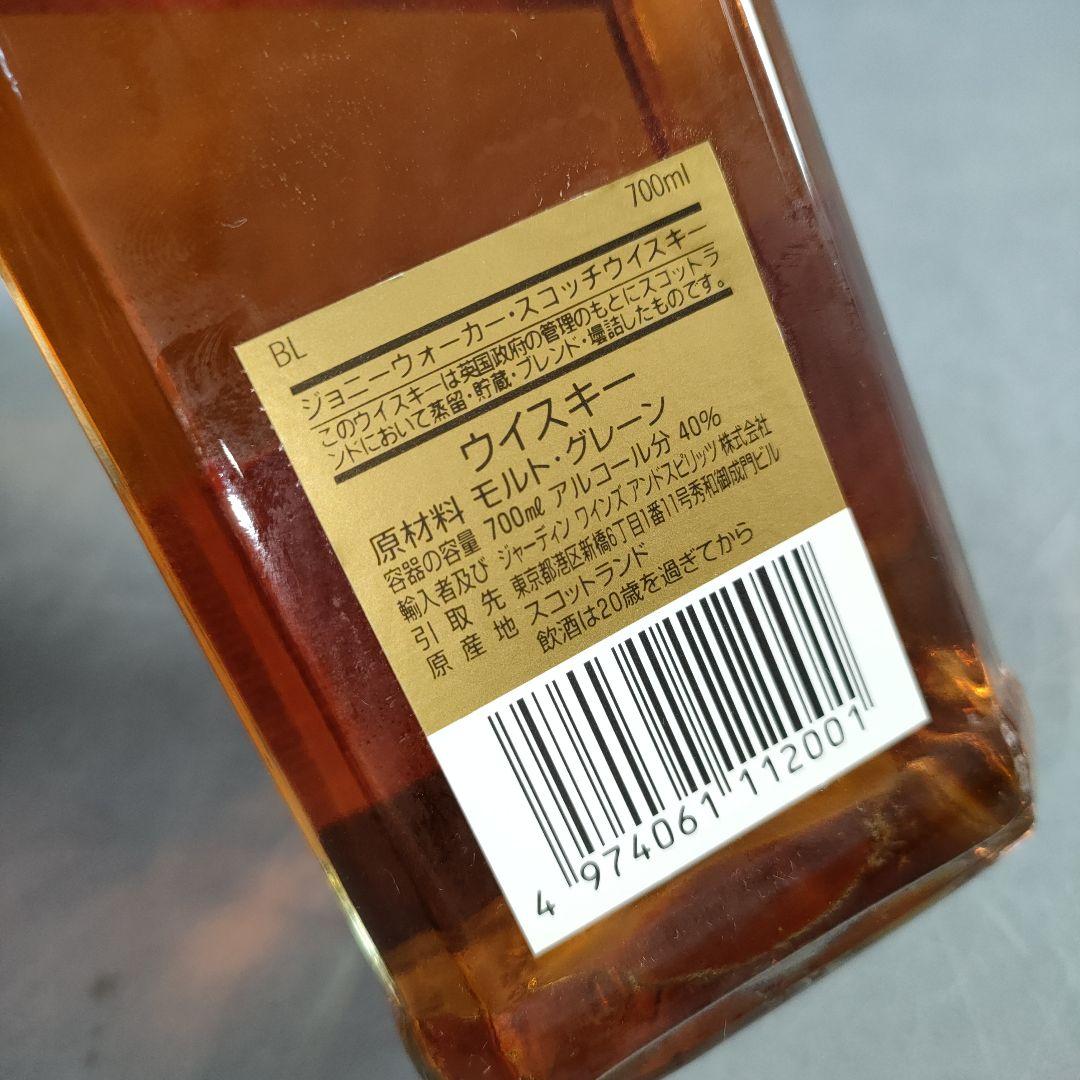 BL 700ml
ジョニーウォーカー・スコッチウイスキー
このウイスキーは英国政府の管理のもとにスコットラ
ンドにおいて蒸留・貯蔵・ブレンド・壜詰したものです。
ウイスキー
原材料 モルト・グレーン
容器の容量 700ml アルコール分 40%
輸入者及び ジャーディン ワインズ アンドスピリッツ 株式会社
引取先 東京都港区新橋6丁目1番11号秀和御成門ビル
原産地 スコットランド
飲酒は20歳を過ぎてから
4 974061 112001